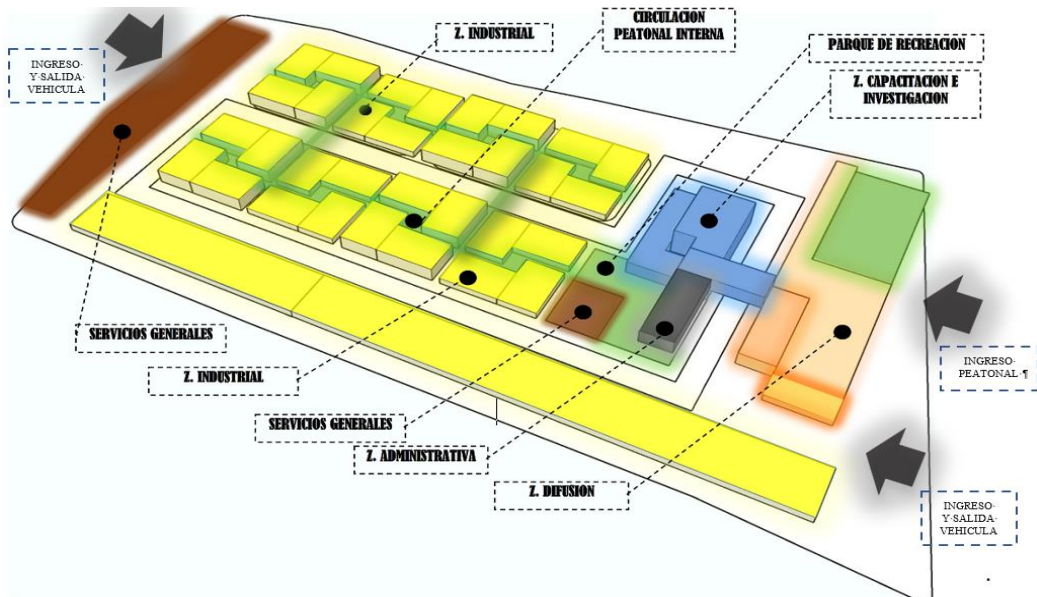 Z. INDUSTRIAL
CIRCULACION
PEATONAL INTERNA
PARQUE DE RECREACION
Z. CAPACITACION E
INVESTIGACION
INGRESO·
Y·SALIDA·
VEHICULA
SERVICIOS GENERALES
Z. INDUSTRIAL
SERVICIOS GENERALES
Z. ADMINISTRATIVA
Z. DIFUSION
INGRESO·
PEATONAL·¶
INGRESO·
Y·SALIDA·
VEHICULA